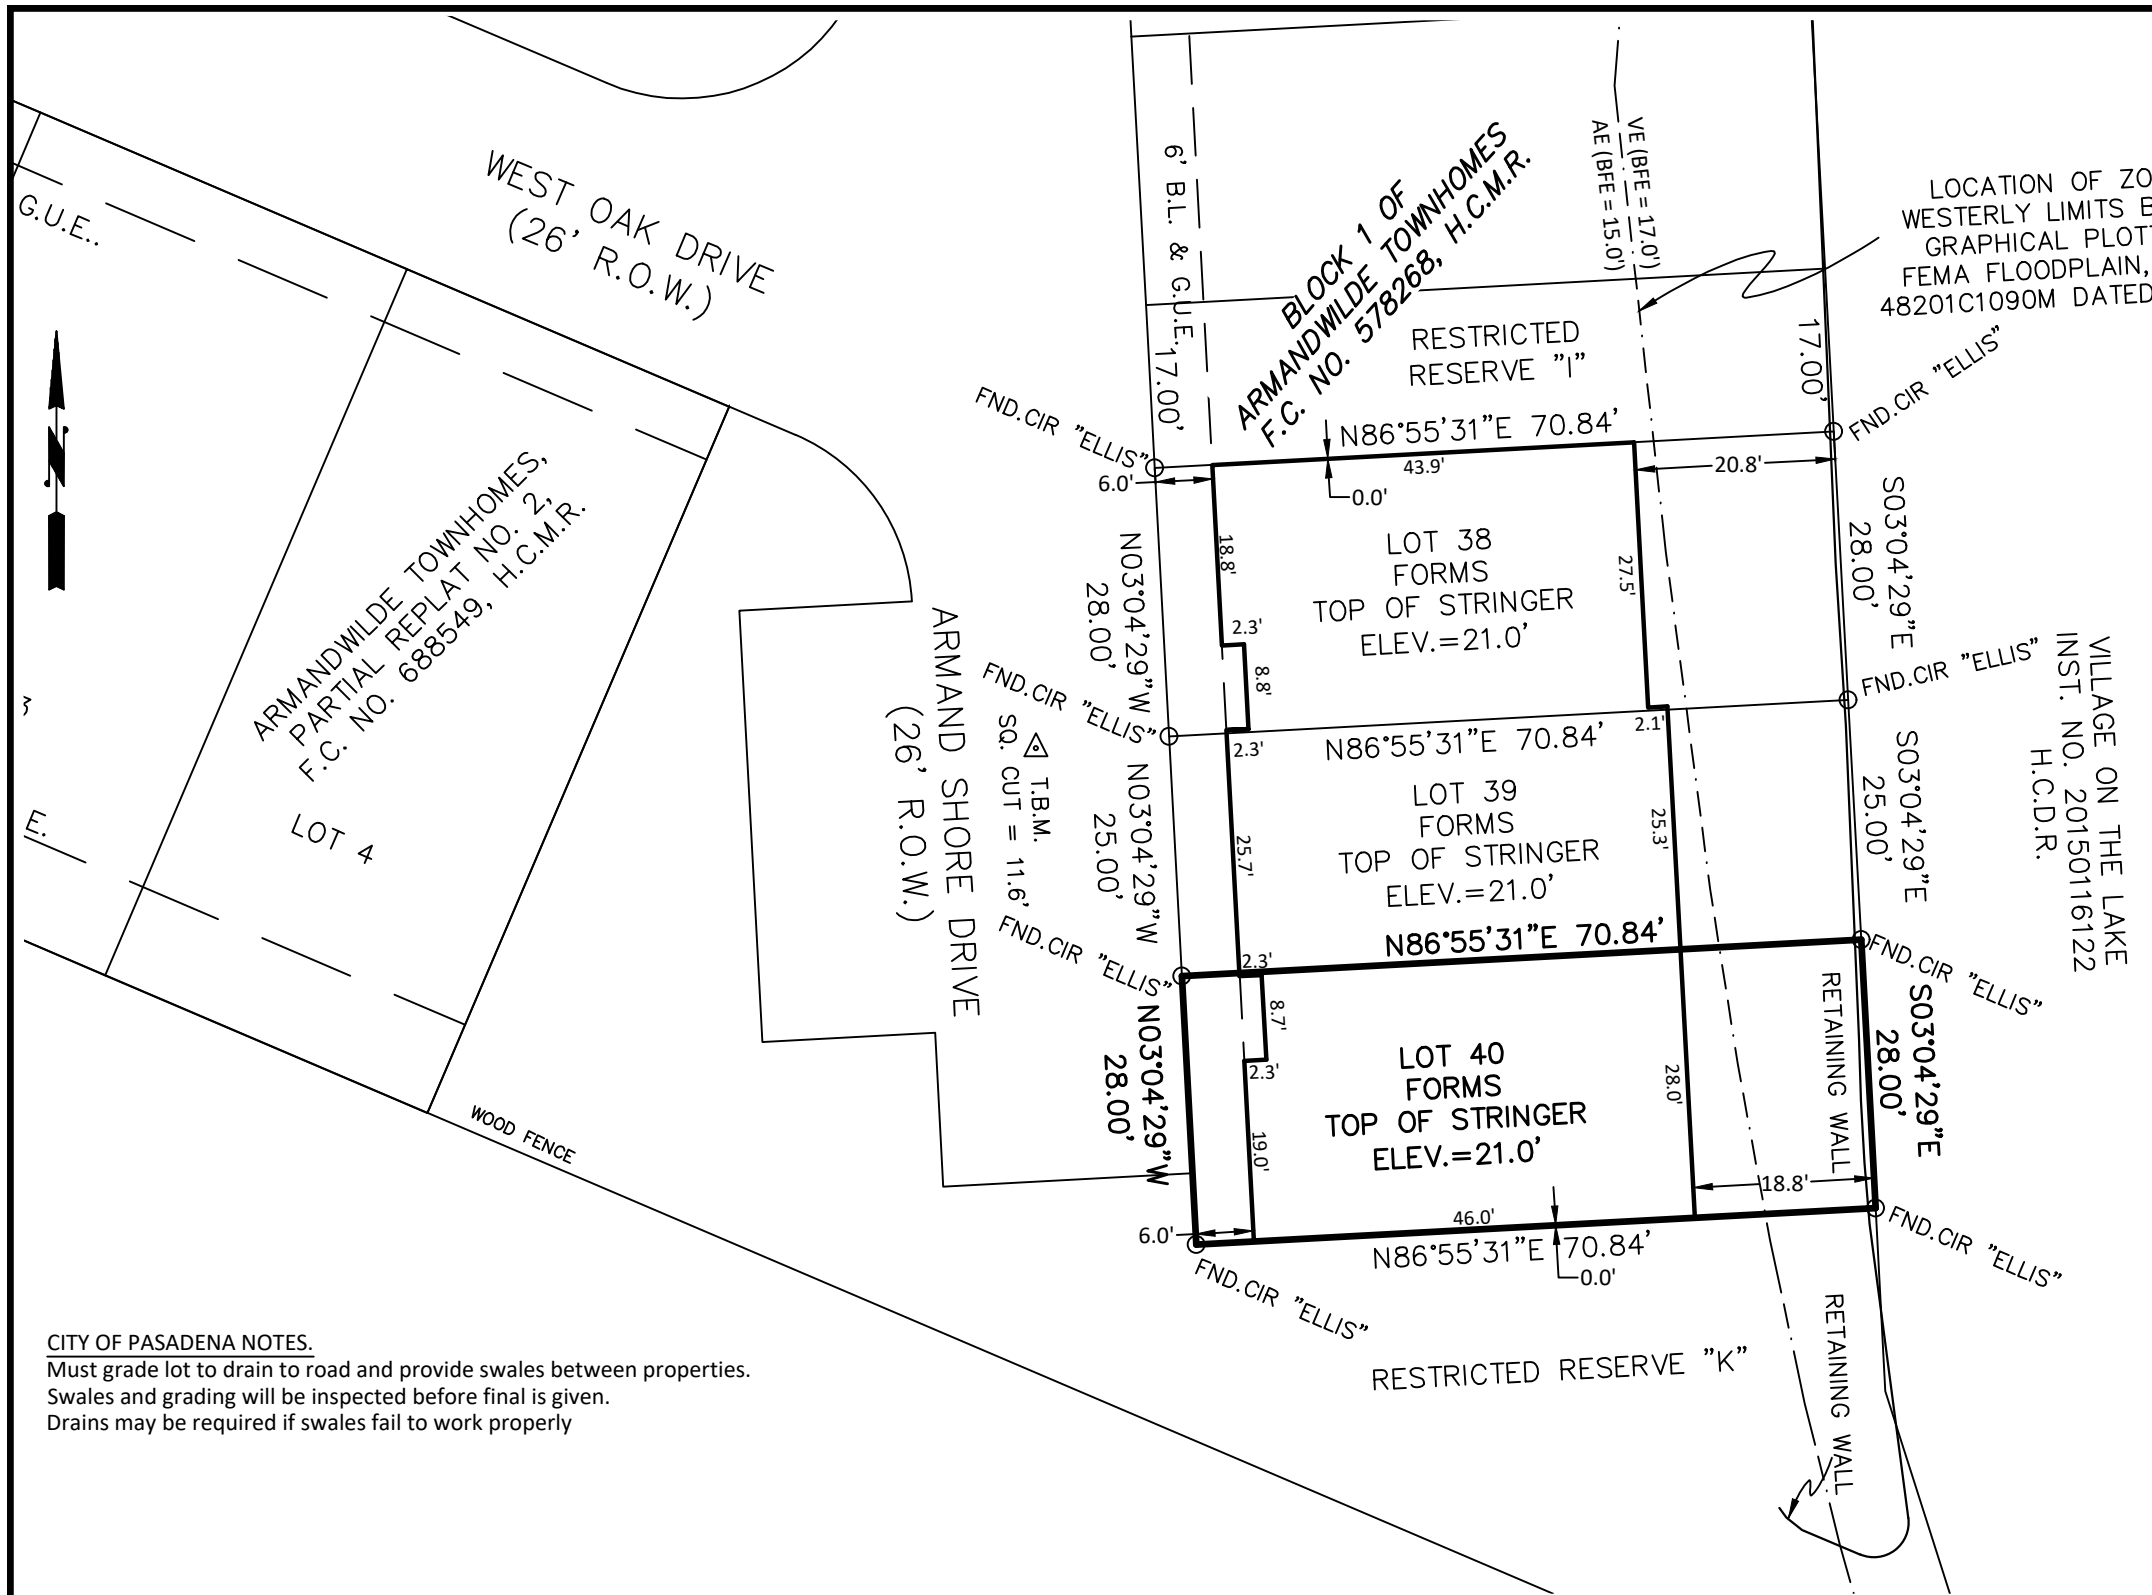 WEST OAK DRIVE
(26' R.O.W.)
G.U.E..
N
ARMANDWILDE TOWNHOMES,
PARTIAL REPLAT NO. 2,
F.C. NO. 688549, H.C.M.R.
LOT 4
3
E.
WOOD FENCE
6' B.L. & G.U.E.
BLOCK 1 OF
ARMANDWILDE TOWNHOMES
F.C. NO. 578268, H.C.M.R.
VE (BFE = 17.0')
AE (BFE = 15.0')
LOCATION OF ZO
WESTERLY LIMITS B
GRAPHICAL PLOT
FEMA FLOODPLAIN,
48201C1090M DATED
RESTRICTED
RESERVE "I"
17.00'
17.00'
FND.CIR "ELLIS"
FND.CIR "ELLIS"
N86°55'31"E 70.84'
43.9'
6.0'
0.0'
20.8'
18.8'
2.3'
8.8'
27.5'
LOT 38
FORMS
TOP OF STRINGER
ELEV.=21.0'
N03°04'29"W
28.00'
S03°04'29"E
28.00'
FND.CIR "ELLIS"
FND.CIR "ELLIS"
2.3'
N86°55'31"E 70.84'
2.1'
ARMAND SHORE DRIVE
(26' R.O.W.)
T.B.M.
SQ. CUT = 11.6'
N03°04'29"W
25.00'
25.7'
LOT 39
FORMS
TOP OF STRINGER
ELEV.=21.0'
25.3'
S03°04'29"E
25.00'
VILLAGE ON THE LAKE
INST. NO. 20150116122
H.C.D.R.
FND.CIR "ELLIS"
2.3'
N86°55'31"E 70.84'
FND.CIR "ELLIS"
N03°04'29"W
28.00'
8.7'
2.3'
19.0'
LOT 40
FORMS
TOP OF STRINGER
ELEV.=21.0'
28.0'
RETAINING WALL
S03°04'29"E
28.00'
18.8'
6.0'
46.0'
N86°55'31"E 70.84'
0.0'
FND.CIR "ELLIS"
FND.CIR "ELLIS"
RESTRICTED RESERVE "K"
RETAINING WALL
CITY OF PASADENA NOTES.
Must grade lot to drain to road and provide swales between properties.
Swales and grading will be inspected before final is given.
Drains may be required if swales fail to work properly